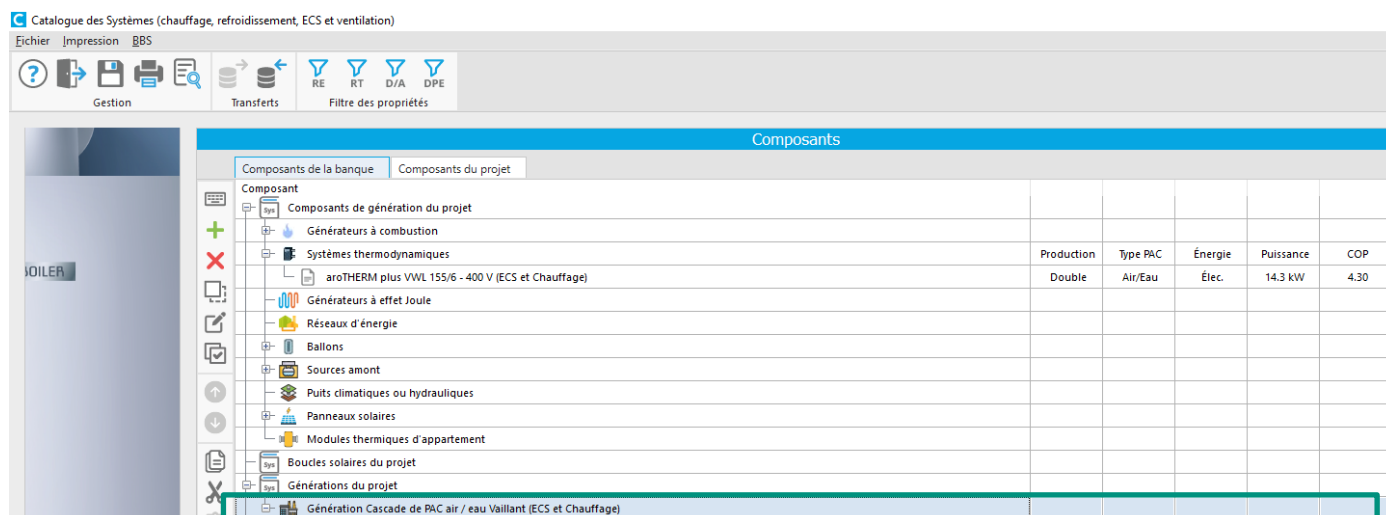 C Catalogue des Systèmes (chauffage, refroidissement, ECS et ventilation)
Fichier Impression BBS
?
RE RT D/A DPE
Gestion Transferts Filtre des propriétés
Composants
Composants de la banque Composants du projet
Composant
Sys Composants de génération du projet
Générateurs à combustion
Systèmes thermodynamiques Production Type PAC Énergie Puissance COP
aroTHERM plus VWL 155/6 - 400 V (ECS et Chauffage) Double Air/Eau Élec. 14.3 kW 4.30
Générateurs à effet Joule
Réseaux d'énergie
Ballons
Sources amont
Puits climatiques ou hydrauliques
Panneaux solaires
Modules thermiques d'appartement
Sys Boucles solaires du projet
Sys Générations du projet
Génération Cascade de PAC air / eau Vaillant (ECS et Chauffage)
OILER